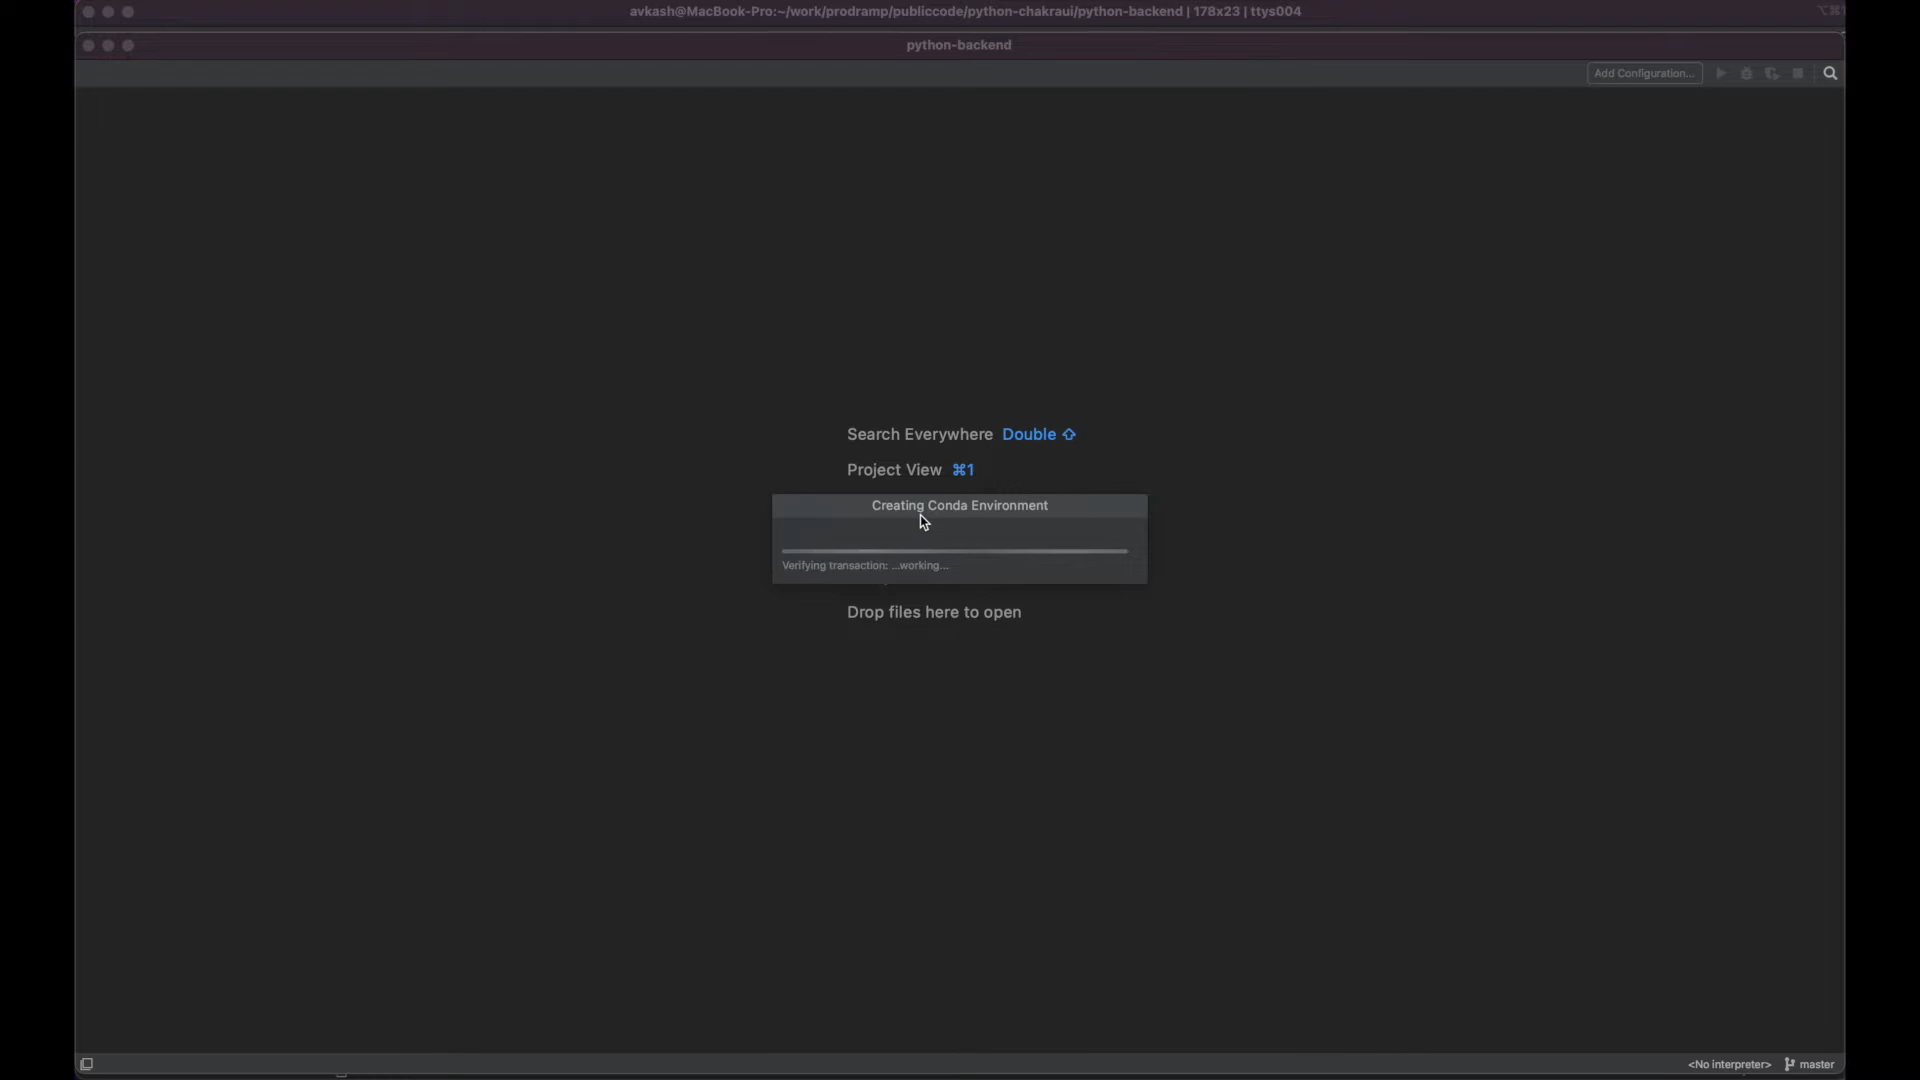 avkash@MacBook-Pro:~/work/prodramp/publiccode/python-chakraui/python-backend | 178x23 | ttys004
python-backend
Add Configuration...
Search Everywhere Double ⇧
Project View ⌘1
Creating Conda Environment
Verifying transaction: ...working...
Drop files here to open
<No interpreter> master